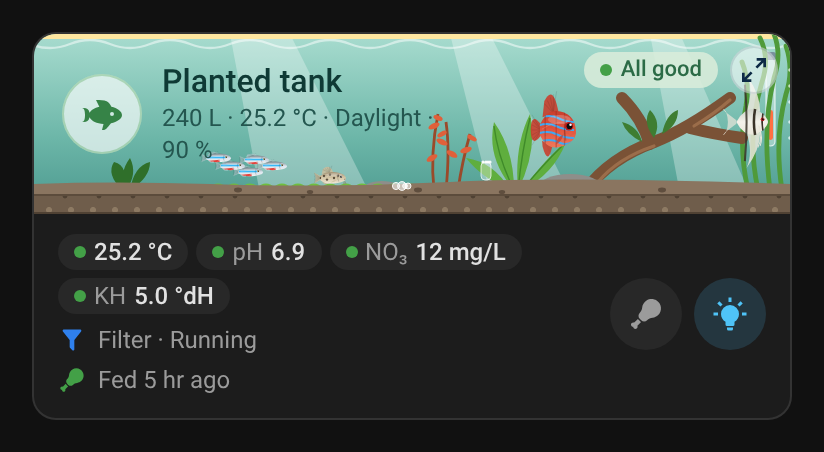 Planted tank
240 L · 25.2 °C · Daylight ·
90 %
All good
25.2 °C
pH 6.9
NO₃ 12 mg/L
KH 5.0 °dH
Filter · Running
Fed 5 hr ago